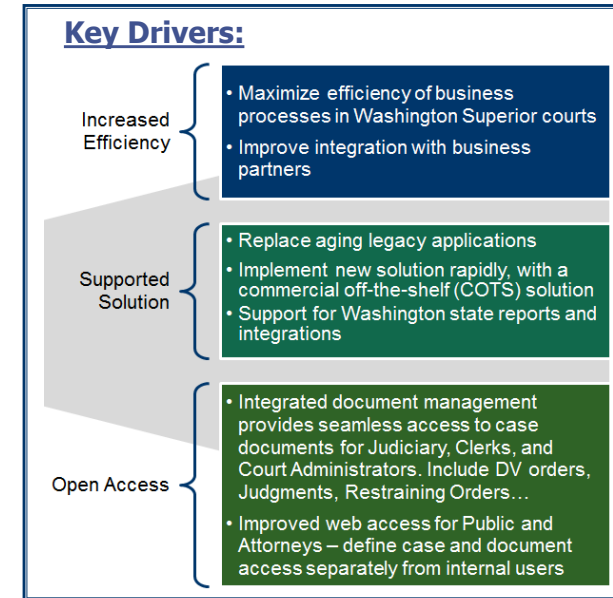 Key Drivers:
Increased
Efficiency
• Maximize efficiency of business
processes in Washington Superior courts
• Improve integration with business
partners
Supported
Solution
• Replace aging legacy applications
• Implement new solution rapidly, with a
commercial off-the-shelf (COTS) solution
• Support for Washington state reports and
integrations
Open Access
• Integrated document management
provides seamless access to case
documents for Judiciary, Clerks, and
Court Administrators. Include DV orders,
Judgments, Restraining Orders…
• Improved web access for Public and
Attorneys – define case and document
access separately from internal users